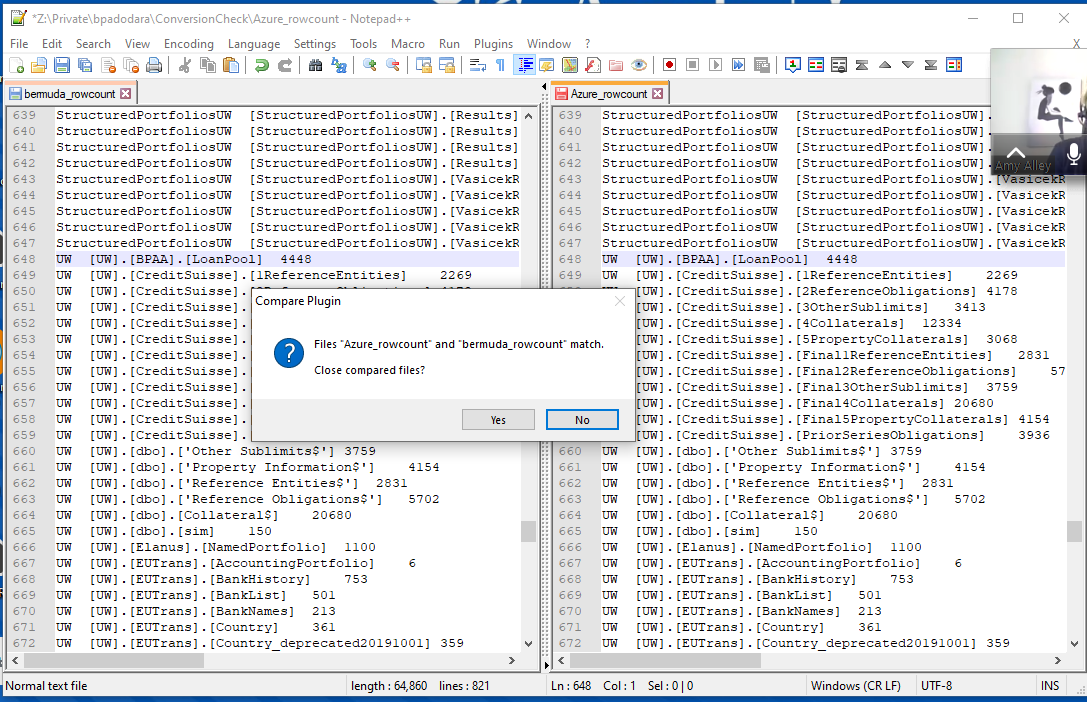 *Z:\Private\bpadodara\ConversionCheck\Azure_rowcount - Notepad++
File Edit Search View Encoding Language Settings Tools Macro Run Plugins Window ? X
bermuda_rowcount
639 StructuredPortfoliosUW [StructuredPortfoliosUW].[Results]
640 StructuredPortfoliosUW [StructuredPortfoliosUW].[Results]
641 StructuredPortfoliosUW [StructuredPortfoliosUW].[Results]
642 StructuredPortfoliosUW [StructuredPortfoliosUW].[Results]
643 StructuredPortfoliosUW [StructuredPortfoliosUW].[VasicekR
644 StructuredPortfoliosUW [StructuredPortfoliosUW].[VasicekR
645 StructuredPortfoliosUW [StructuredPortfoliosUW].[VasicekR
646 StructuredPortfoliosUW [StructuredPortfoliosUW].[VasicekR
647 StructuredPortfoliosUW [StructuredPortfoliosUW].[VasicekR
648 UW [UW].[BPAA].[LoanPool] 4448
649 UW [UW].[CreditSuisse].[1ReferenceEntities] 2269
650 UW [UW].[CreditSuisse].
651 UW [UW].[CreditSuisse].
652 UW [UW].[CreditSuisse].
653 UW [UW].[CreditSuisse].
654 UW [UW].[CreditSuisse].
655 UW [UW].[CreditSuisse].
656 UW [UW].[CreditSuisse].
657 UW [UW].[CreditSuisse].
658 UW [UW].[CreditSuisse].
659 UW [UW].[CreditSuisse].
660 UW [UW].[dbo].['Other Sublimits$'] 3759
661 UW [UW].[dbo].['Property Information$'] 4154
662 UW [UW].[dbo].['Reference Entities$'] 2831
663 UW [UW].[dbo].['Reference Obligations$'] 5702
664 UW [UW].[dbo].[Collateral$] 20680
665 UW [UW].[dbo].[sim] 150
666 UW [UW].[Elanus].[NamedPortfolio] 1100
667 UW [UW].[EUTrans].[AccountingPortfolio] 6
668 UW [UW].[EUTrans].[BankHistory] 753
669 UW [UW].[EUTrans].[BankList] 501
670 UW [UW].[EUTrans].[BankNames] 213
671 UW [UW].[EUTrans].[Country] 361
672 UW [UW].[EUTrans].[Country_deprecated20191001] 359
Azure_rowcount
639 StructuredPortfoliosUW [StructuredPortfoliosUW].
640 StructuredPortfoliosUW [StructuredPortfoliosUW].
641 StructuredPortfoliosUW [StructuredPortfoliosUW].
642 StructuredPortfoliosUW [StructuredPortfoliosUW].
643 StructuredPortfoliosUW [StructuredPortfoliosUW].[VasicekR
644 StructuredPortfoliosUW [StructuredPortfoliosUW].[VasicekR
645 StructuredPortfoliosUW [StructuredPortfoliosUW].[VasicekR
646 StructuredPortfoliosUW [StructuredPortfoliosUW].[VasicekR
647 StructuredPortfoliosUW [StructuredPortfoliosUW].[VasicekR
648 UW [UW].[BPAA].[LoanPool] 4448
649 UW [UW].[CreditSuisse].[1ReferenceEntities] 2269
[UW].[CreditSuisse].[2ReferenceObligations] 4178
[UW].[CreditSuisse].[3OtherSublimits] 3413
[UW].[CreditSuisse].[4Collaterals] 12334
[UW].[CreditSuisse].[5PropertyCollaterals] 3068
[UW].[CreditSuisse].[Final1ReferenceEntities] 2831
[UW].[CreditSuisse].[Final2ReferenceObligations] 57
[UW].[CreditSuisse].[Final3OtherSublimits] 3759
[UW].[CreditSuisse].[Final4Collaterals] 20680
[UW].[CreditSuisse].[Final5PropertyCollaterals] 4154
[UW].[CreditSuisse].[PriorSeriesObligations] 3936
660 UW [UW].[dbo].['Other Sublimits$'] 3759
661 UW [UW].[dbo].['Property Information$'] 4154
662 UW [UW].[dbo].['Reference Entities$'] 2831
663 UW [UW].[dbo].['Reference Obligations$'] 5702
664 UW [UW].[dbo].[Collateral$] 20680
665 UW [UW].[dbo].[sim] 150
666 UW [UW].[Elanus].[NamedPortfolio] 1100
667 UW [UW].[EUTrans].[AccountingPortfolio] 6
668 UW [UW].[EUTrans].[BankHistory] 753
669 UW [UW].[EUTrans].[BankList] 501
670 UW [UW].[EUTrans].[BankNames] 213
671 UW [UW].[EUTrans].[Country] 361
672 UW [UW].[EUTrans].[Country_deprecated20191001] 359
Amy Alley
Compare Plugin
Files "Azure_rowcount" and "bermuda_rowcount" match.
Close compared files?
Yes No
Normal text file length : 64,860 lines : 821 Ln : 648 Col : 1 Sel : 0 | 0 Windows (CR LF) UTF-8 INS